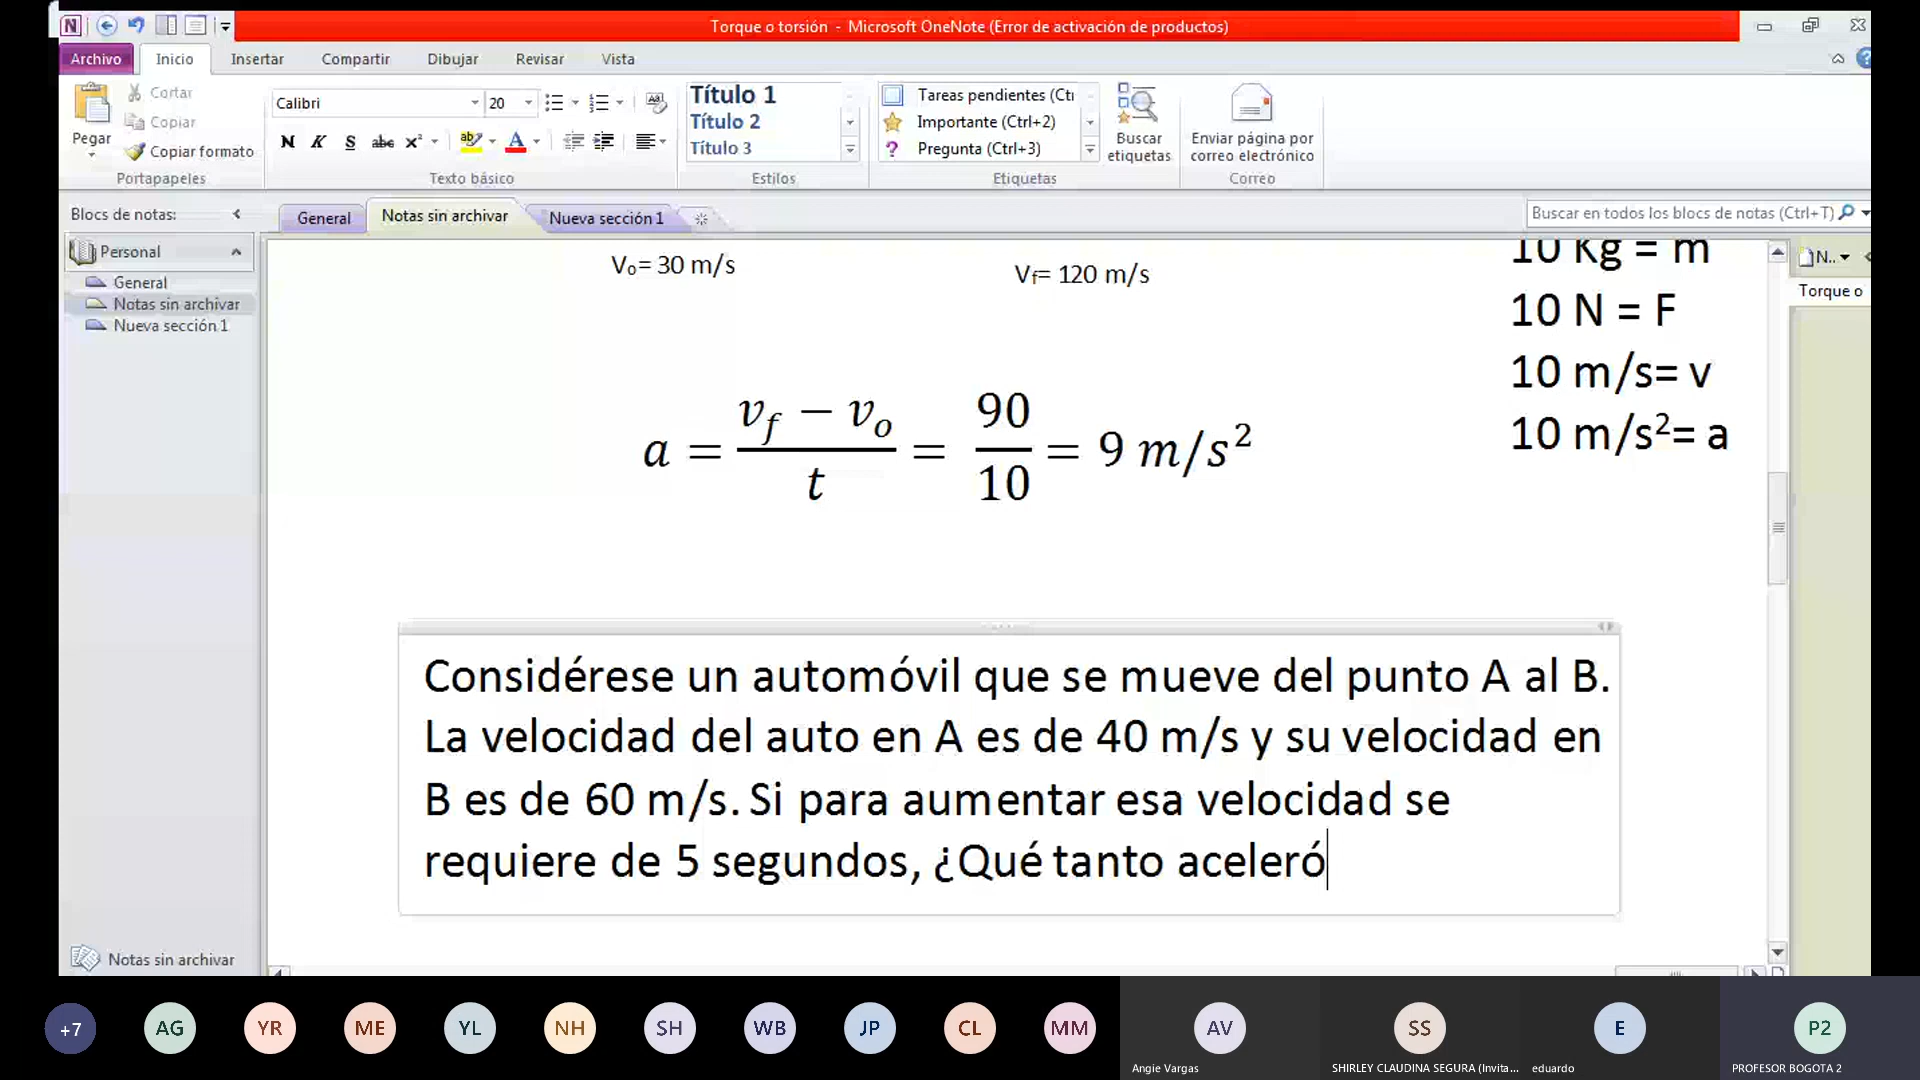 Torque o torsión - Microsoft OneNote (Error de activación de productos)
Archivo Inicio Insertar Compartir Dibujar Revisar Vista
Pegar
Cortar
Copiar
Copiar formato
Portapapeles
Calibri 20
N K S abc x² ab A
Texto básico
Título 1
Título 2
Título 3
Estilos
Tareas pendientes (Ctr
Importante (Ctrl+2)
Pregunta (Ctrl+3)
Etiquetas
Buscar
etiquetas
Enviar página por
correo electrónico
Correo
Blocs de notas:
General Notas sin archivar Nueva sección 1
Buscar en todos los blocs de notas (Ctrl+T)
Personal
General
Notas sin archivar
Nueva sección 1
N..
Torque o
Vₒ= 30 m/s
V_f= 120 m/s
10 Kg = m
10 N = F
10 m/s= v
10 m/s²= a
a = (v_f − v_o)/t = 90/10 = 9 m/s²
Considérese un automóvil que se mueve del punto A al B.
La velocidad del auto en A es de 40 m/s y su velocidad en
B es de 60 m/s. Si para aumentar esa velocidad se
requiere de 5 segundos, ¿Qué tanto aceleró
Notas sin archivar
+7 AG YR ME YL NH SH WB JP CL MM AV SS E P2
Angie Vargas
SHIRLEY CLAUDINA SEGURA (Invita...
eduardo
PROFESOR BOGOTA 2